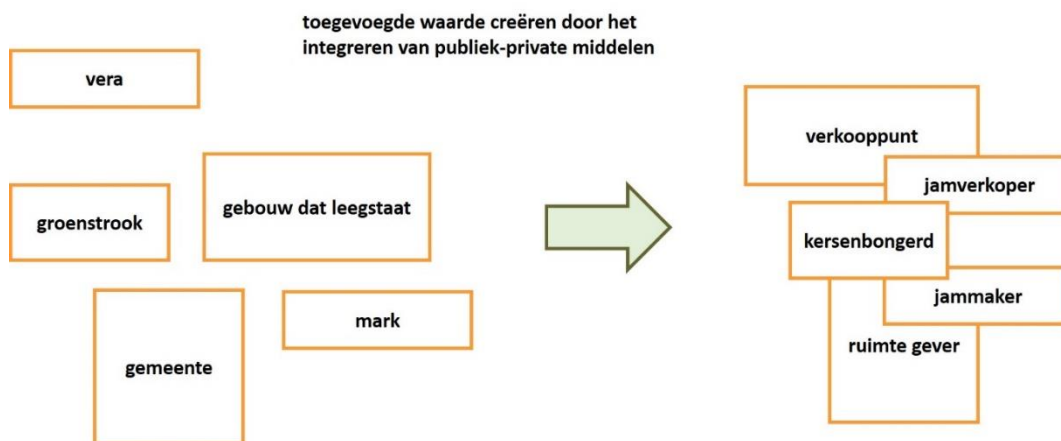 toegevoegde waarde creëren door het
integreren van publiek-private middelen
vera
groenstrook
gebouw dat leegstaat
gemeente
mark
verkooppunt
jamverkoper
kersenbongerd
jammaker
ruimte gever